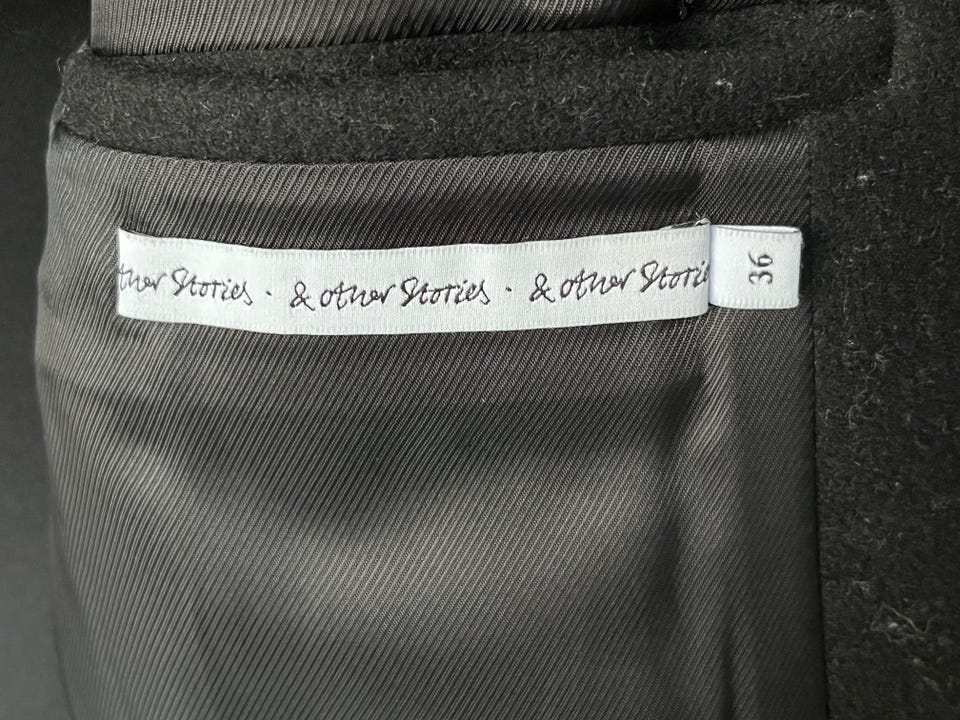 other Stories · & other Stories · & other Stories
36